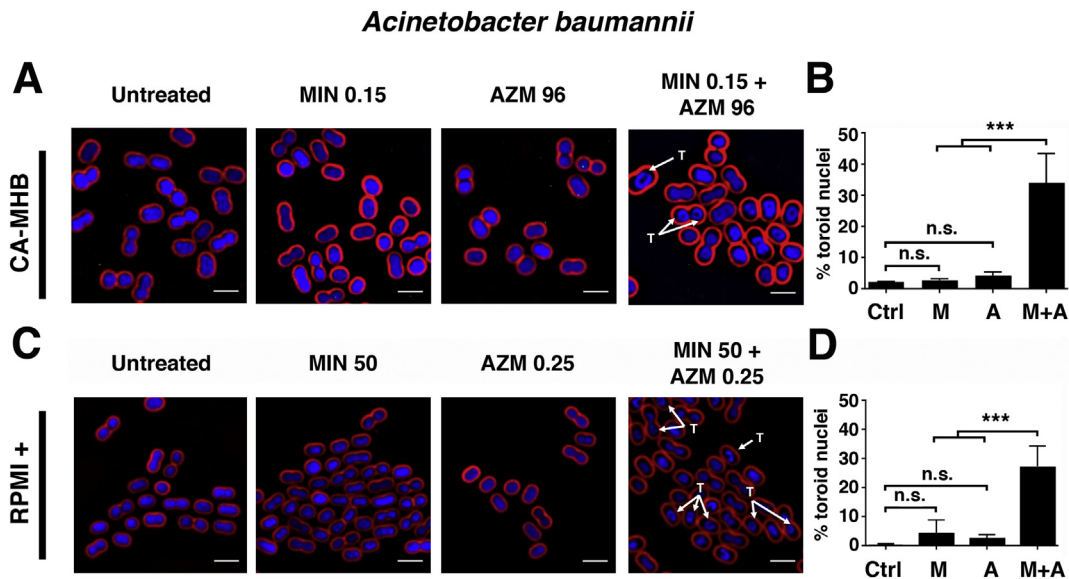 Acinetobacter baumannii
A
Untreated
MIN 0.15
AZM 96
MIN 0.15 +
AZM 96
CA-MHB
T
T
B
% toroid nuclei
50
40
30
20
10
0
***
n.s.
n.s.
Ctrl M A M+A
C
Untreated
MIN 50
AZM 0.25
MIN 50 +
AZM 0.25
RPMI +
T
T
T
T
D
% toroid nuclei
50
40
30
20
10
0
***
n.s.
n.s.
Ctrl M A M+A